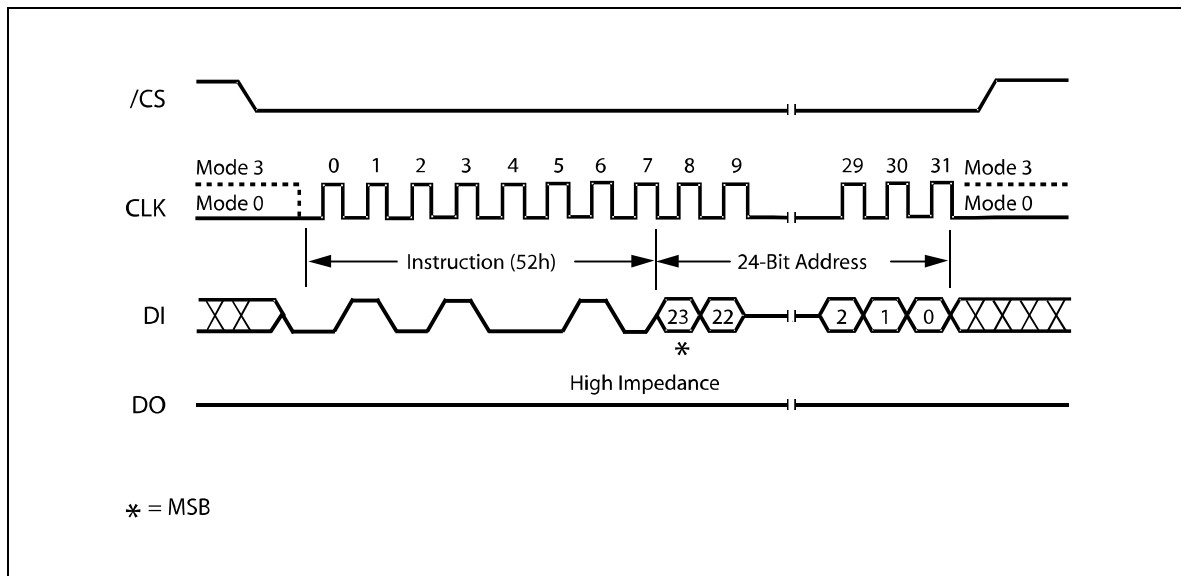 /CS
Mode 3 0 1 2 3 4 5 6 7 8 9 29 30 31 Mode 3
CLK Mode 0 Mode 0
Instruction (52h) 24-Bit Address
DI 23 22 2 1 0
*
High Impedance
DO
* = MSB